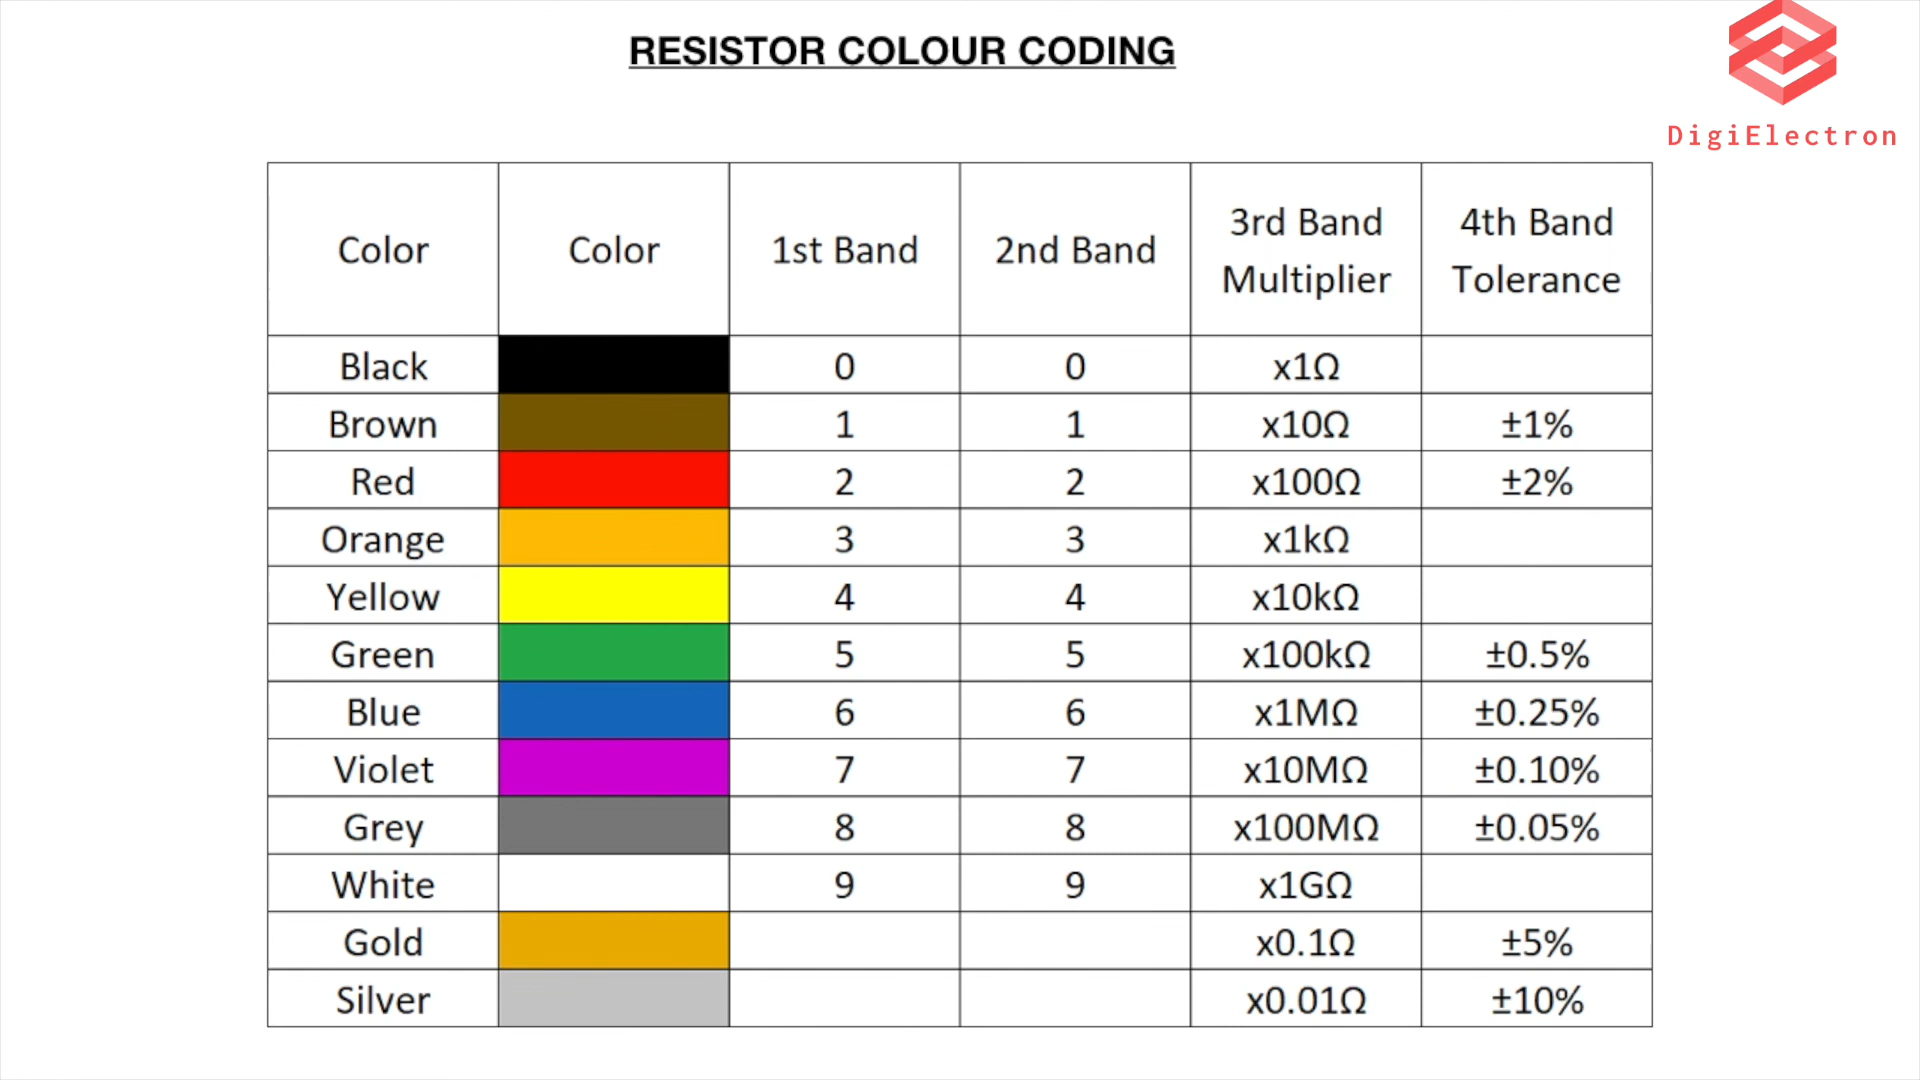 RESISTOR COLOUR CODING
DigiElectron
Color Color 1st Band 2nd Band 3rd Band Multiplier 4th Band Tolerance
Black 0 0 x1Ω
Brown 1 1 x10Ω ±1%
Red 2 2 x100Ω ±2%
Orange 3 3 x1kΩ
Yellow 4 4 x10kΩ
Green 5 5 x100kΩ ±0.5%
Blue 6 6 x1MΩ ±0.25%
Violet 7 7 x10MΩ ±0.10%
Grey 8 8 x100MΩ ±0.05%
White 9 9 x1GΩ
Gold x0.1Ω ±5%
Silver x0.01Ω ±10%